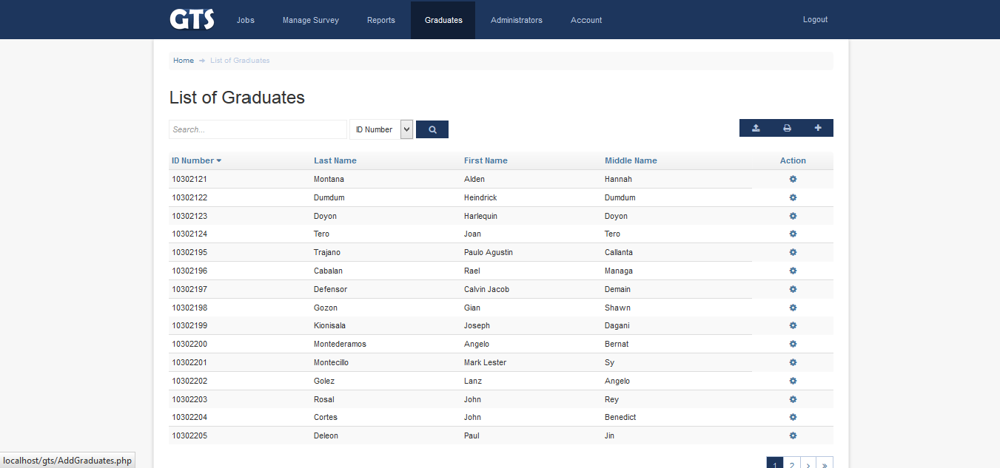 GTS Jobs Manage Survey Reports Graduates Administrators Account Logout
Home → List of Graduates
List of Graduates
Search... ID Number
ID Number Last Name First Name Middle Name Action
10302121 Montana Alden Hannah
10302122 Dumdum Heindrick Dumdum
10302123 Doyon Harlequin Doyon
10302124 Tero Joan Tero
10302195 Trajano Paulo Agustin Callanta
10302196 Cabalan Rael Managa
10302197 Defensor Calvin Jacob Demain
10302198 Gozon Gian Shawn
10302199 Kionisala Joseph Dagani
10302200 Montederamos Angelo Bernat
10302201 Montecillo Mark Lester Sy
10302202 Golez Lanz Angelo
10302203 Rosal John Rey
10302204 Cortes John Benedict
10302205 Deleon Paul Jin
localhost/gts/AddGraduates.php
1 2 › »